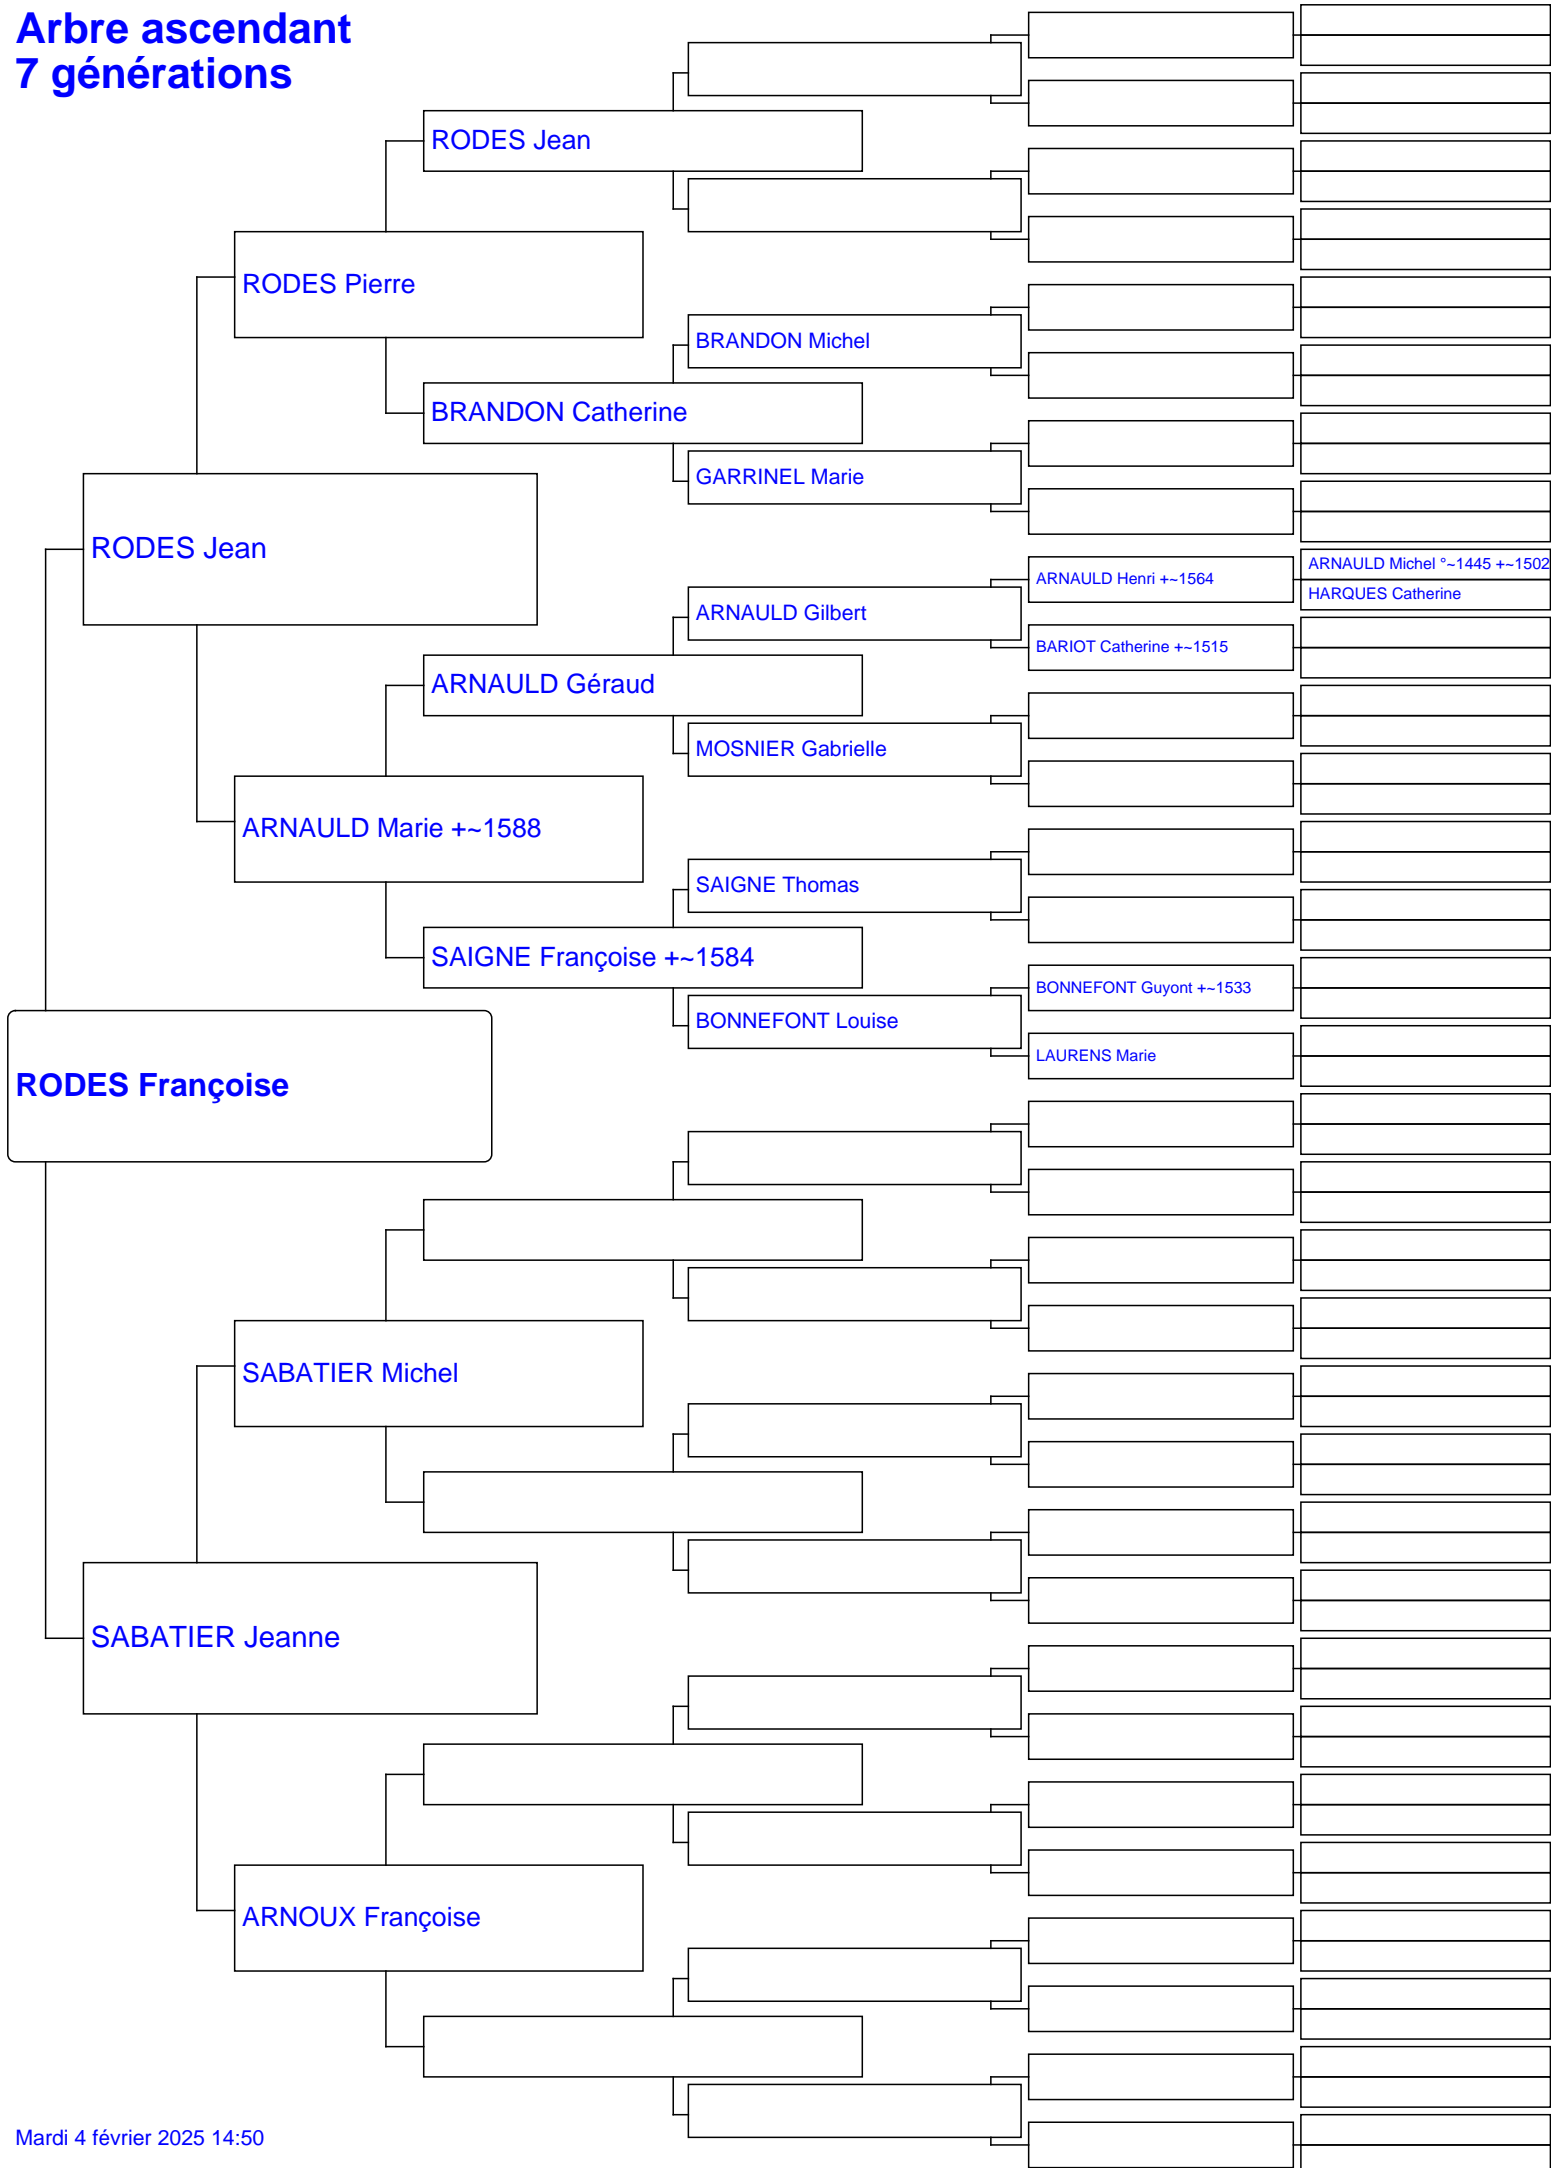 Arbre ascendant
7 générations
RODES Jean
RODES Pierre
BRANDON Michel
BRANDON Catherine
GARRINEL Marie
RODES Jean
ARNAULD Michel °~1445 +~1502
ARNAULD Henri +~1564
HARQUES Catherine
ARNAULD Gilbert
BARIOT Catherine +~1515
ARNAULD Géraud
MOSNIER Gabrielle
ARNAULD Marie +~1588
SAIGNE Thomas
SAIGNE Françoise +~1584
BONNEFONT Guyont +~1533
BONNEFONT Louise
LAURENS Marie
RODES Françoise
SABATIER Michel
SABATIER Jeanne
ARNOUX Françoise
Mardi 4 février 2025 14:50